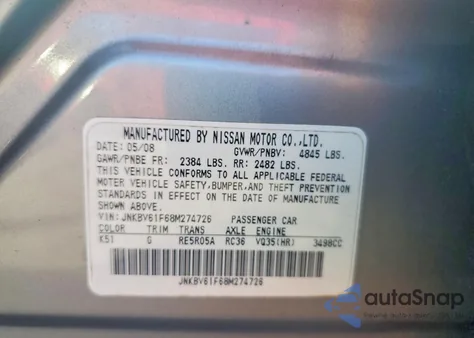 MANUFACTURED BY NISSAN MOTOR CO.,LTD.
DATE: 05/08 GVWR/PNBV: 4845 LBS.
GAWR/PNBE FR: 2384 LBS. RR: 2482 LBS.
THIS VEHICLE CONFORMS TO ALL APPLICABLE FEDERAL
MOTOR VEHICLE SAFETY, BUMPER, AND THEFT PREVENTION
STANDARDS IN EFFECT ON THE DATE OF MANUFACTURE
SHOWN ABOVE.
VIN: JNKBV61F68M274726 PASSENGER CAR
COLOR TRIM TRANS AXLE ENGINE
K51 G RE5R05A RC36 VQ35(HR) 3498CC
JNKBV61F68M274726
autoSnap